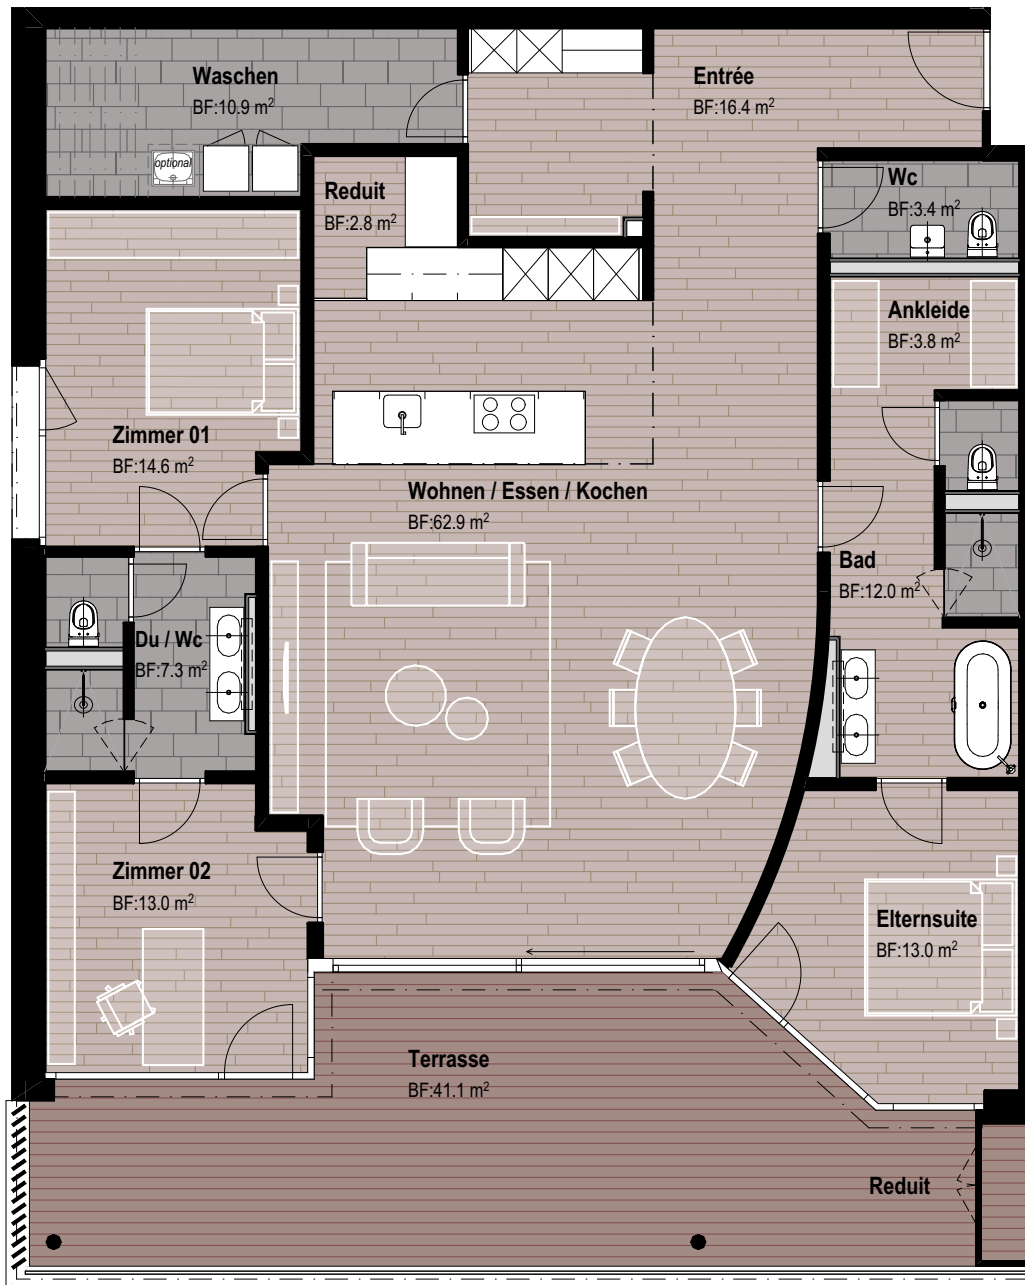 Waschen
BF:10.9 m²
Entrée
BF:16.4 m²
optional
Reduit
BF:2.8 m²
Wc
BF:3.4 m²
Ankleide
BF:3.8 m²
Zimmer 01
BF:14.6 m²
Wohnen / Essen / Kochen
BF:62.9 m²
Bad
BF:12.0 m²
Du / Wc
BF:7.3 m²
Zimmer 02
BF:13.0 m²
Elternsuite
BF:13.0 m²
Terrasse
BF:41.1 m²
Reduit